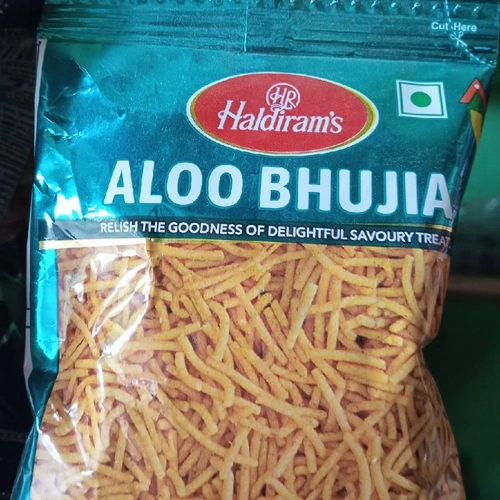 Cut Here
HR
Haldiram's
ALOO BHUJIA
RELISH THE GOODNESS OF DELIGHTFUL SAVOURY TREAT